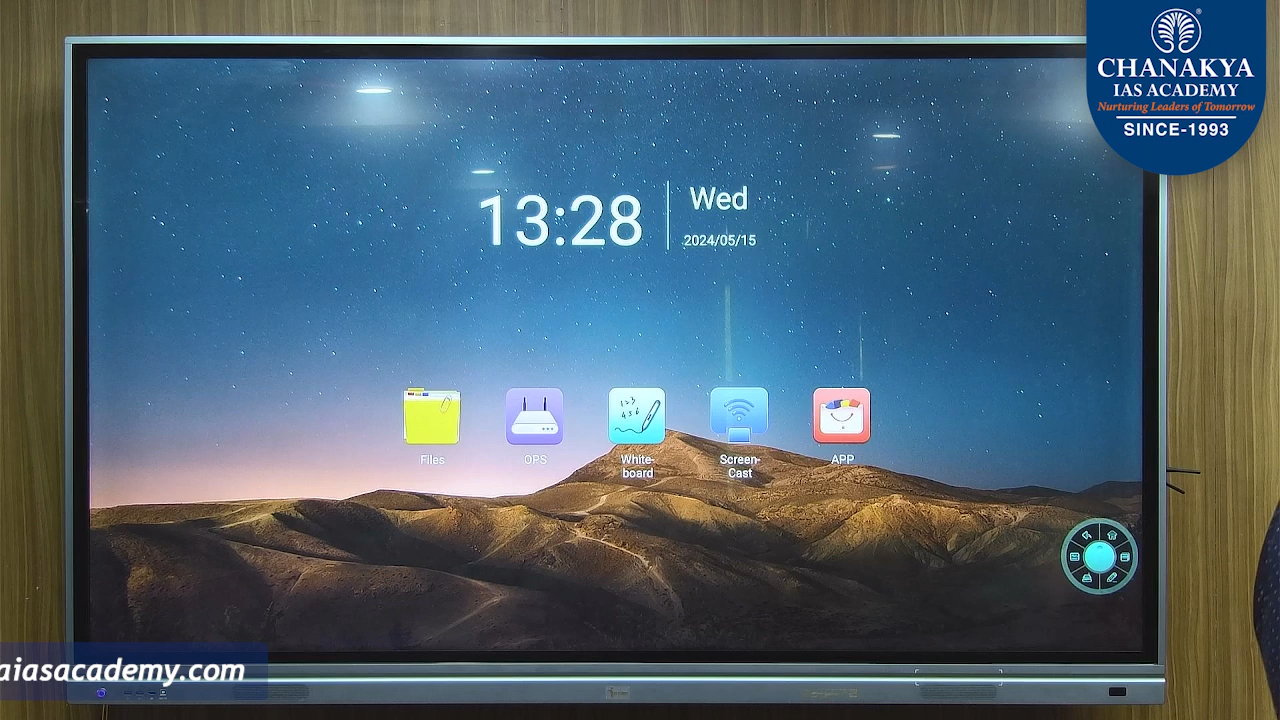 CHANAKYA
IAS ACADEMY
Nurturing Leaders of Tomorrow
SINCE-1993
13:28
Wed
2024/05/15
Files
OPS
White-
board
Screen-
Cast
APP
aiasacademy.com